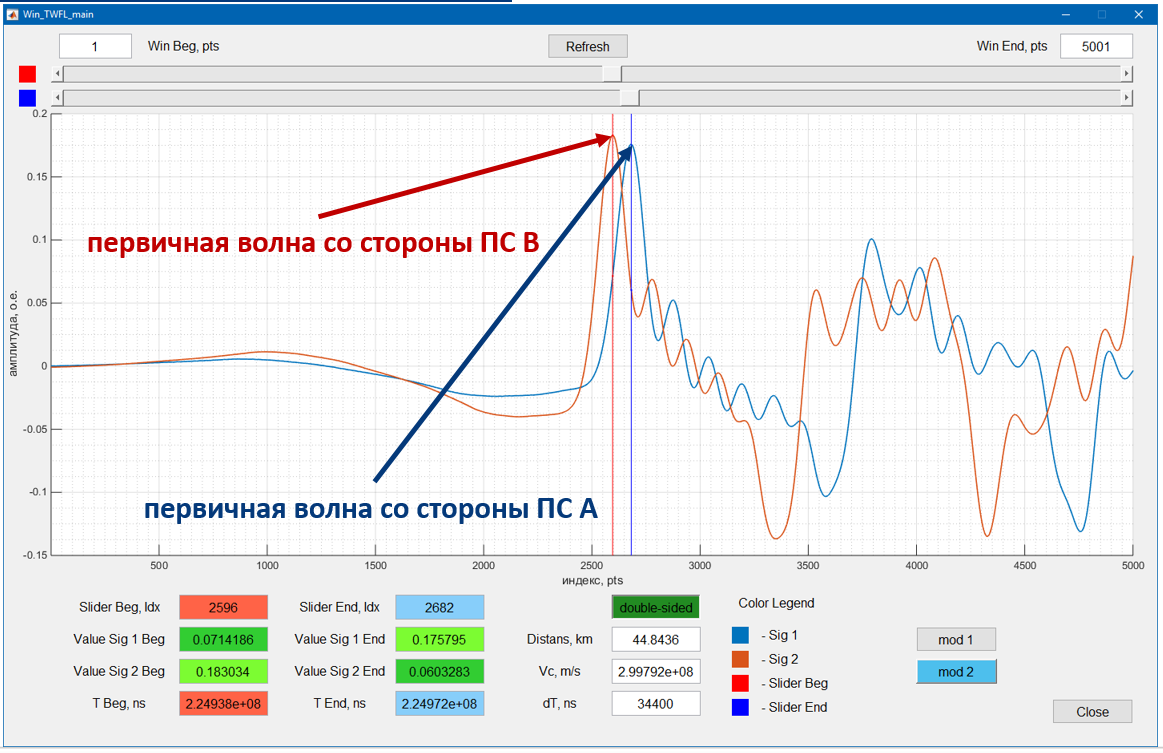 Win_TWFL_main
1 Win Beg, pts Refresh Win End, pts 5001
0.2
0.15
0.1
0.05
0
-0.05
-0.1
-0.15
амплитуда, о.е.
первичная волна со стороны ПС В
первичная волна со стороны ПС А
500 1000 1500 2000 2500 3000 3500 4000 4500 5000
индекс, pts
Slider Beg, Idx 2596 Slider End, Idx 2682 double-sided Color Legend
Value Sig 1 Beg 0.0714186 Value Sig 1 End 0.175795 Distans, km 44.8436 - Sig 1 mod 1
Value Sig 2 Beg 0.183034 Value Sig 2 End 0.0603283 Vc, m/s 2.99792e+08 - Sig 2 mod 2
T Beg, ns 2.24938e+08 T End, ns 2.24972e+08 dT, ns 34400 - Slider Beg
- Slider End
Close